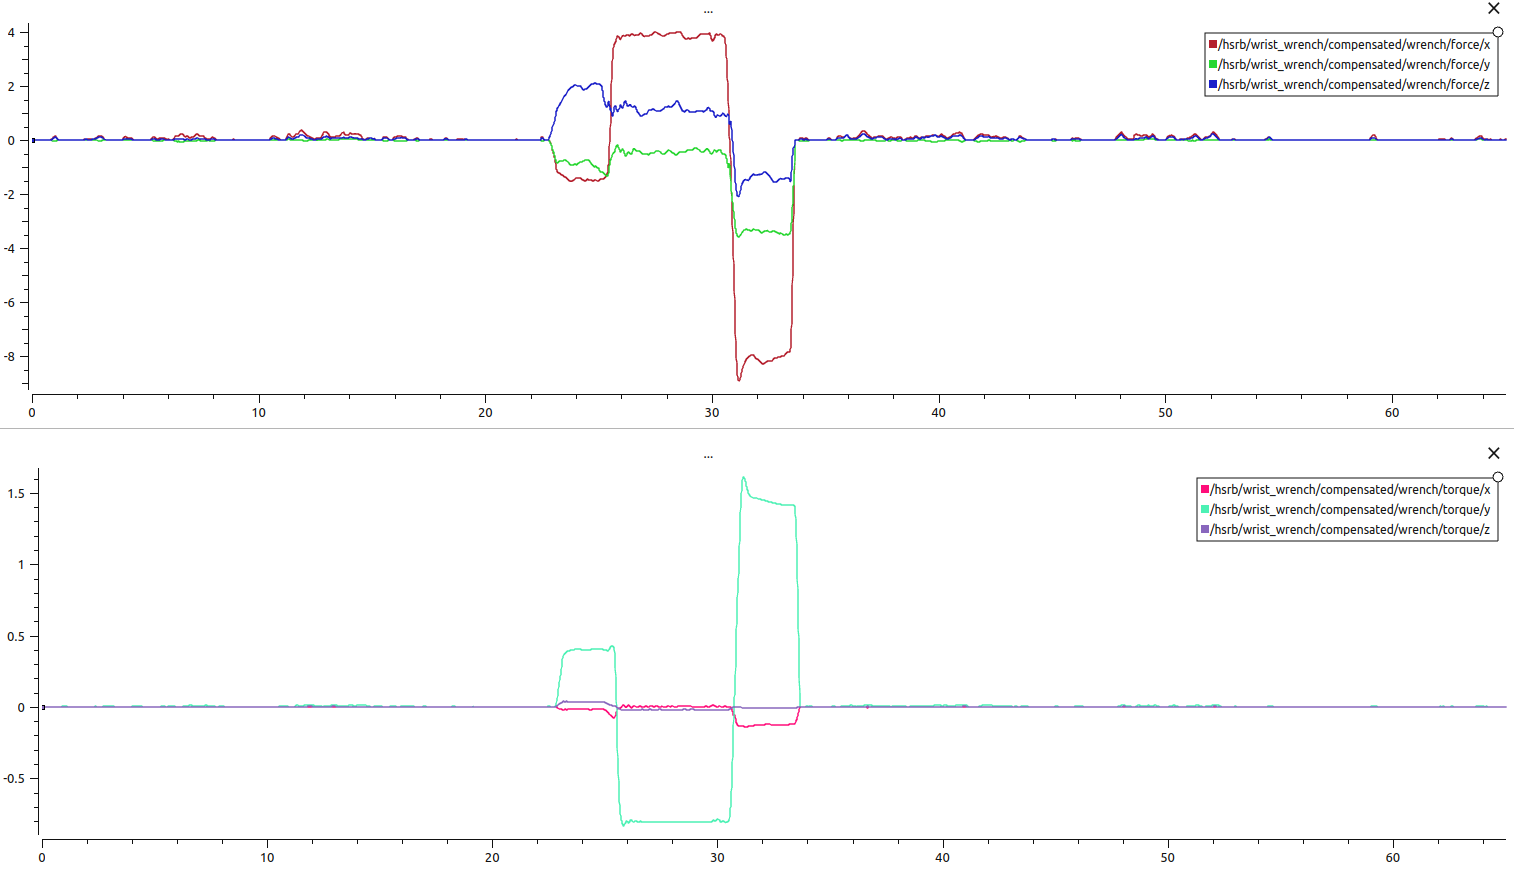 ...
/hsrb/wrist_wrench/compensated/wrench/force/x
/hsrb/wrist_wrench/compensated/wrench/force/y
/hsrb/wrist_wrench/compensated/wrench/force/z
4
2
0
-2
-4
-6
-8
0 10 20 30 40 50 60
...
/hsrb/wrist_wrench/compensated/wrench/torque/x
/hsrb/wrist_wrench/compensated/wrench/torque/y
/hsrb/wrist_wrench/compensated/wrench/torque/z
1.5
1
0.5
0
-0.5
0 10 20 30 40 50 60